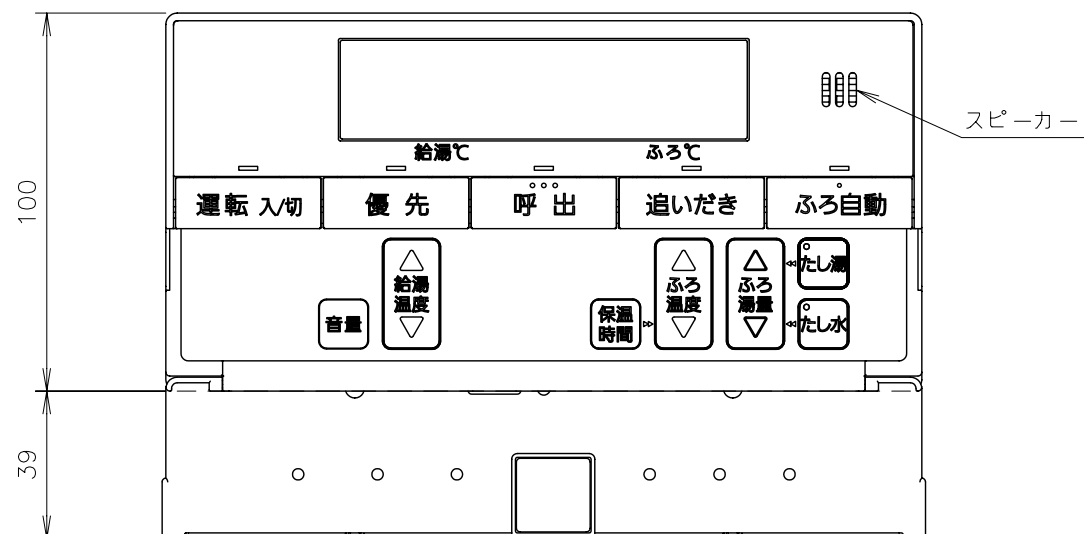 スピーカー
給湯℃ ふろ℃
運転 入/切 優先 呼出 追いだき ふろ自動
100
給湯
温度
音量
保温
時間
ふろ
温度
ふろ
湯量
たし湯
たし水
39